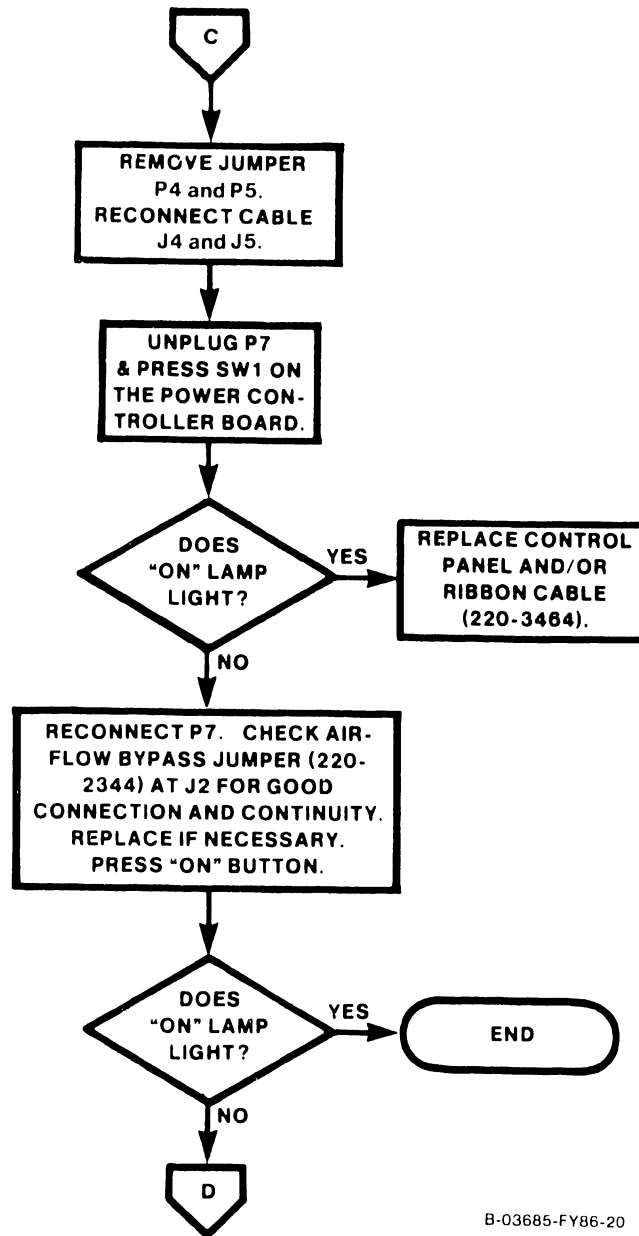 C
REMOVE JUMPER
P4 and P5.
RECONNECT CABLE
J4 and J5.
UNPLUG P7
& PRESS SW1 ON
THE POWER CON-
TROLLER BOARD.
DOES
"ON" LAMP
LIGHT?
YES
REPLACE CONTROL
PANEL AND/OR
RIBBON CABLE
(220-3464).
NO
RECONNECT P7. CHECK AIR-
FLOW BYPASS JUMPER (220-
2344) AT J2 FOR GOOD
CONNECTION AND CONTINUITY.
REPLACE IF NECESSARY.
PRESS "ON" BUTTON.
DOES
"ON" LAMP
LIGHT?
YES
END
NO
D
B-03685-FY86-20